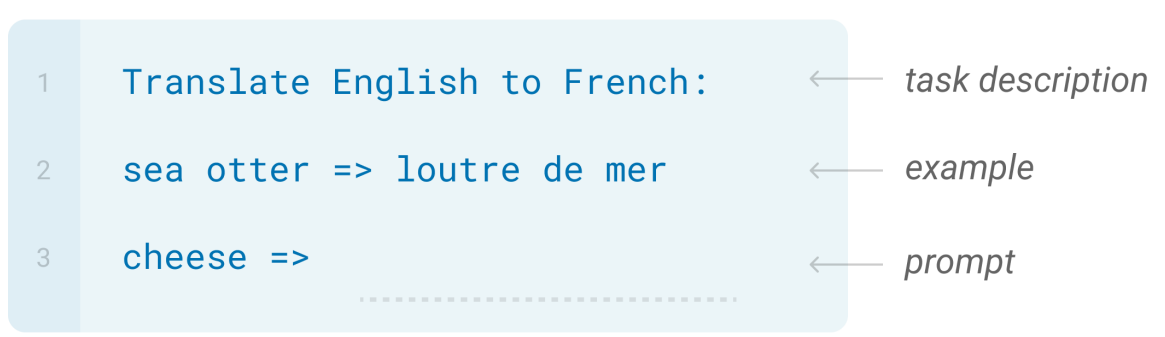 1 Translate English to French: task description
2 sea otter => loutre de mer example
3 cheese => prompt